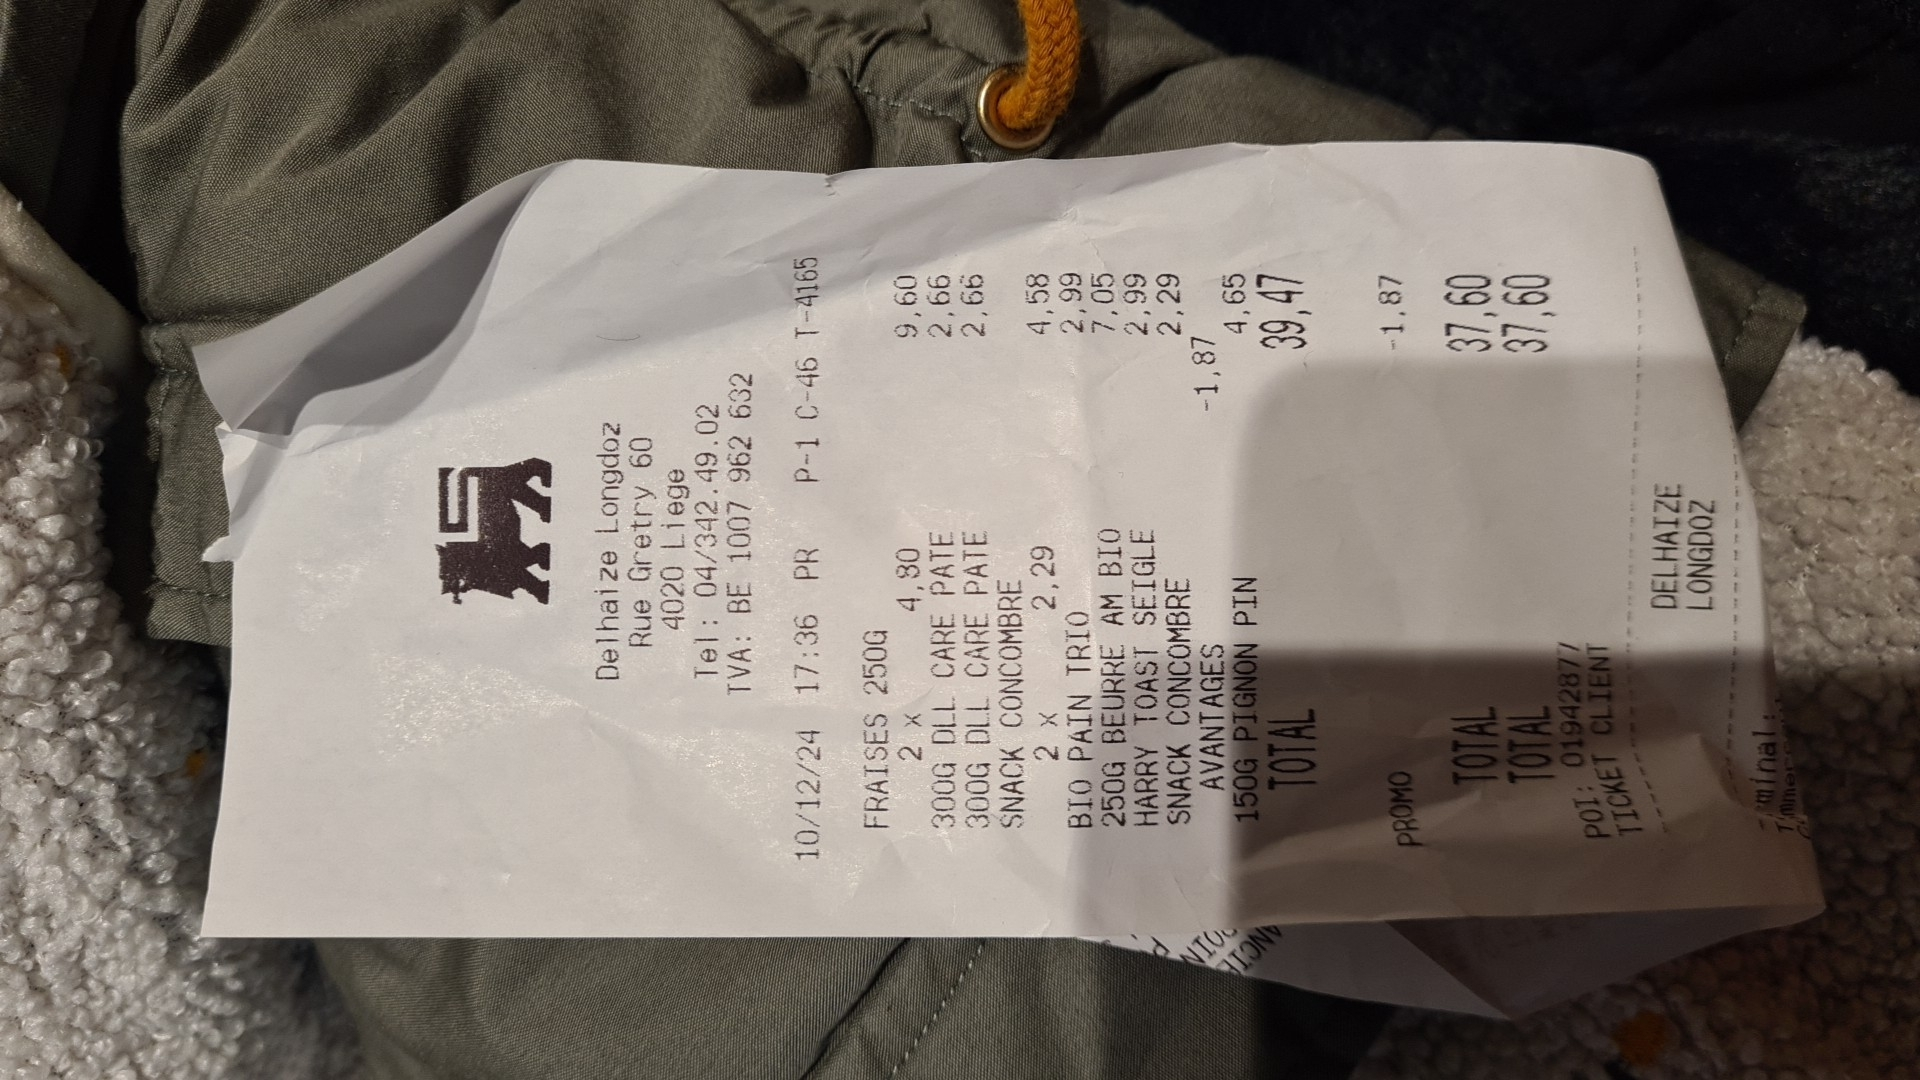 Delhaize Longdoz
Rue Gretry 60
4020 Liege
Tel: 04/342.49.02
TVA: BE 1007 962 632
10/12/24 17:36 PR P-1 C-46 T-4165
FRAISES 250G
2 x 4,80 9,60
300G DLL CARE PATE 2,66
300G DLL CARE PATE 2,66
SNACK CONCOMBRE
2 x 2,29 4,58
BIO PAIN TRIO 2,99
250G BEURRE AM BIO 7,05
HARRY TOAST SEIGLE 2,99
SNACK CONCOMBRE 2,29
AVANTAGES -1,87
150G PIGNON PIN 4,65
TOTAL 39,47
PROMO -1,87
TOTAL 37,60
TOTAL 37,60
POI: 01942877
TICKET CLIENT
DELHAIZE
LONGDOZ